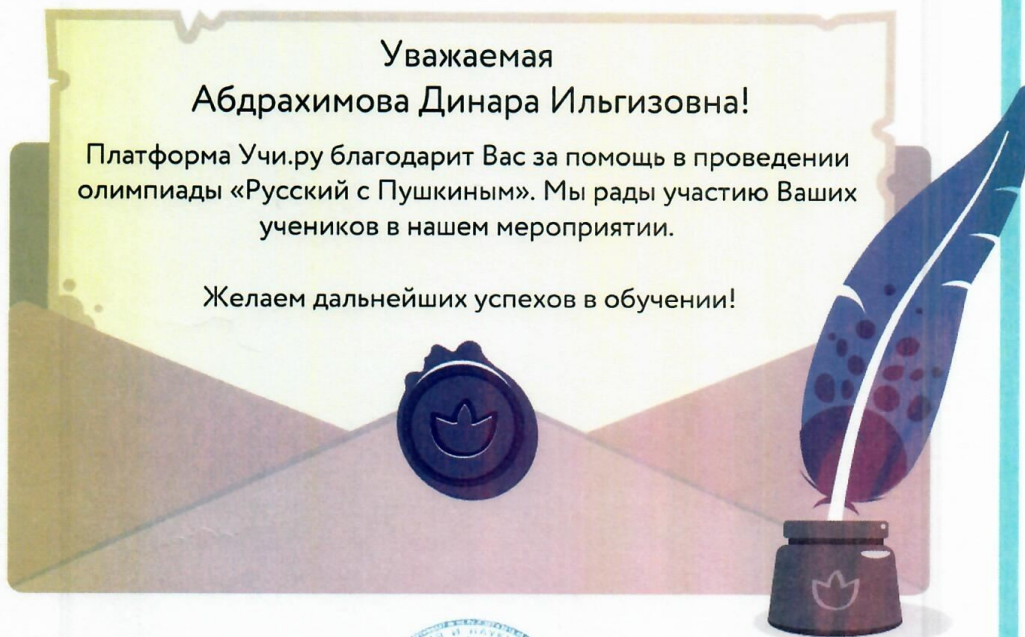 Уважаемая
Абдрахимова Динара Ильгизовна!
Платформа Учи.ру благодарит Вас за помощь в проведении
олимпиады «Русский с Пушкиным». Мы рады участию Ваших
учеников в нашем мероприятии.
Желаем дальнейших успехов в обучении!